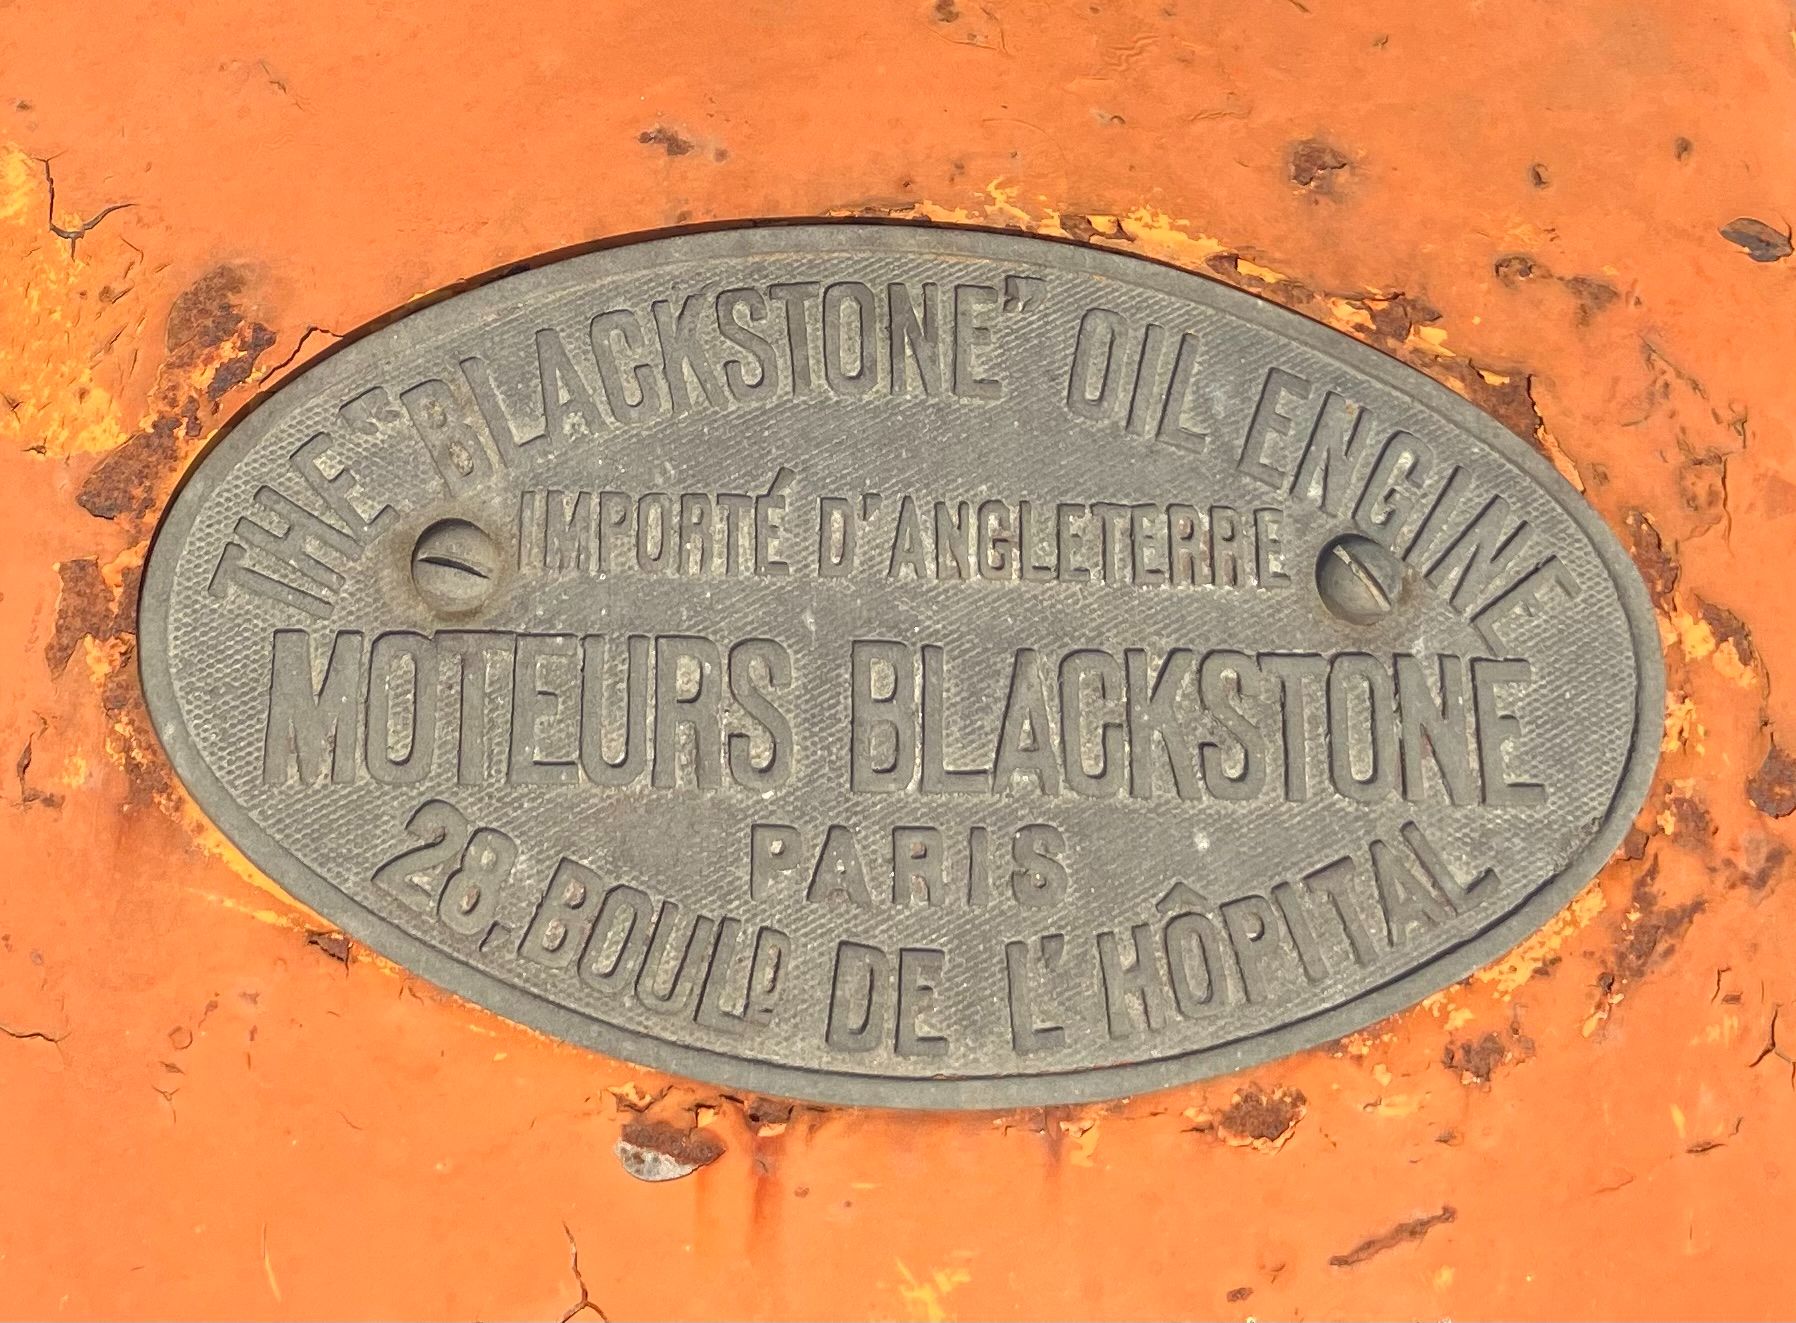 THE "BLACKSTONE" OIL ENGINE
IMPORTÉ D'ANGLETERRE
MOTEURS BLACKSTONE
PARIS
28, BOULD DE L'HÔPITAL